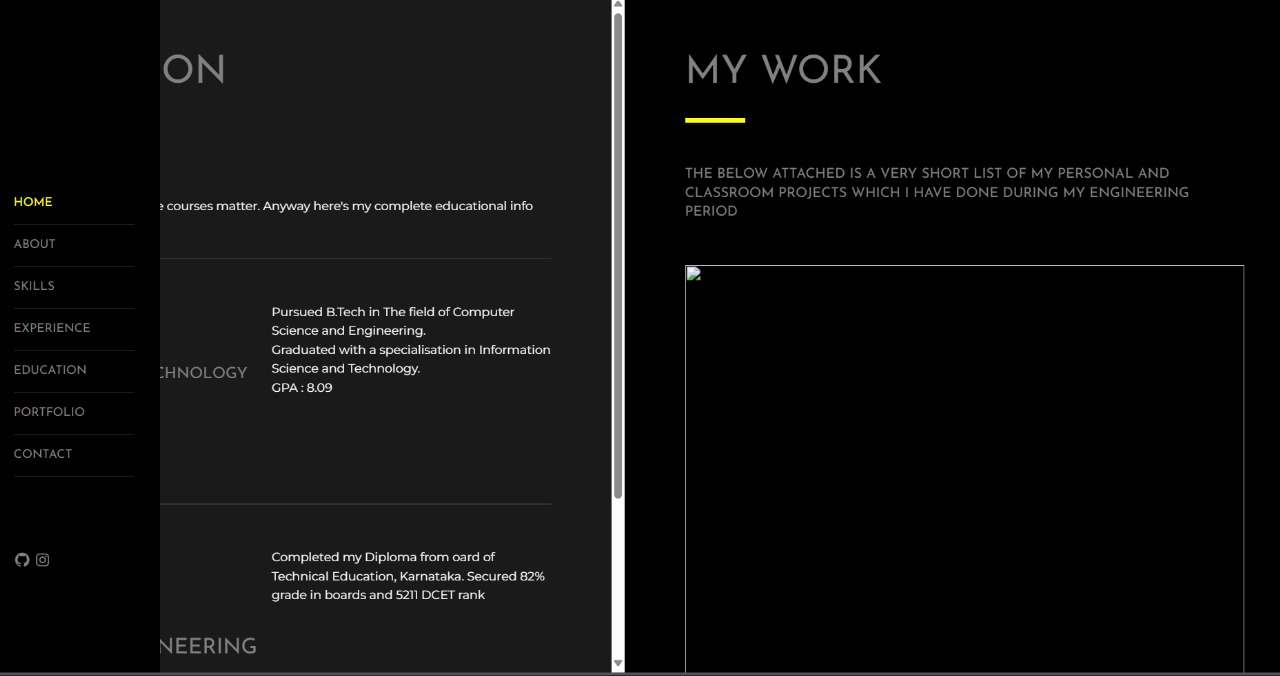 HOME
ABOUT
SKILLS
EXPERIENCE
EDUCATION
PORTFOLIO
CONTACT
ON
courses matter. Anyway here's my complete educational info
CHNOLOGY
Pursued B.Tech in The field of Computer
Science and Engineering.
Graduated with a specialisation in Information
Science and Technology.
GPA : 8.09
NEERING
Completed my Diploma from oard of
Technical Education, Karnataka. Secured 82%
grade in boards and 5211 DCET rank
MY WORK
THE BELOW ATTACHED IS A VERY SHORT LIST OF MY PERSONAL AND
CLASSROOM PROJECTS WHICH I HAVE DONE DURING MY ENGINEERING
PERIOD